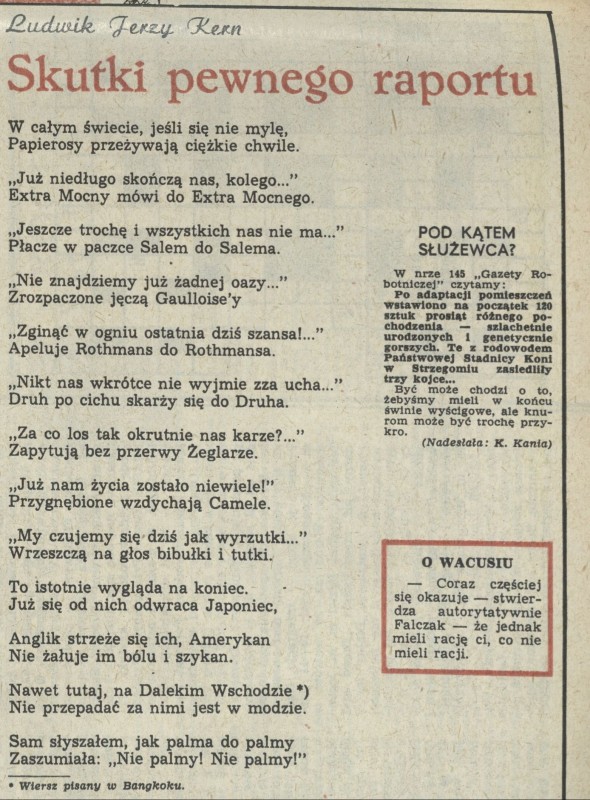 Ludwik Jerzy Kern
Skutki pewnego raportu
W całym świecie, jeśli się nie mylę,
Papierosy przeżywają ciężkie chwile.
„Już niedługo skończą nas, kolego..."
Extra Mocny mówi do Extra Mocnego.
„Jeszcze trochę i wszystkich nas nie ma..."
Płacze w paczce Salem do Salema.
„Nie znajdziemy już żadnej oazy..."
Zrozpaczone jęczą Gaulloise'y
„Zginąć w ogniu ostatnia dziś szansa!..."
Apeluje Rothmans do Rothmansa.
„Nikt nas wkrótce nie wyjmie zza ucha..."
Druh po cichu skarży się do Druha.
„Za co los tak okrutnie nas karze?..."
Zapytują bez przerwy Żeglarze.
„Już nam życia zostało niewiele!"
Przygnębione wzdychają Camele.
„My czujemy się dziś jak wyrzutki..."
Wrzeszczą na głos bibułki i tutki.
To istotnie wygląda na koniec.
Już się od nich odwraca Japoniec,
Anglik strzeże się ich, Amerykan
Nie żałuje im bólu i szykan.
Nawet tutaj, na Dalekim Wschodzie *)
Nie przepadać za nimi jest w modzie.
Sam słyszałem, jak palma do palmy
Zaszumiała: „Nie palmy! Nie palmy!"
* Wiersz pisany w Bangkoku.
POD KĄTEM
SŁUŻEWCA?
W nrze 145 „Gazety Ro-
botniczej" czytamy:
Po adaptacji pomieszczeń
wstawiono na początek 120
sztuk prosiąt różnego po-
chodzenia — szlachetnie
urodzonych i genetycznie
gorszych. Te z rodowodem
Państwowej Stadnicy Koni
w Strzegomiu zasiedliły
trzy kojce...
Być może chodzi o to,
żebyśmy mieli w końcu
świnie wyścigowe, ale knu-
rom może być trochę przy-
kro.
(Nadesłała: K. Kania)
O WACUSIU
— Coraz częściej
się okazuje — stwier-
dza autorytatywnie
Falczak — że jednak
mieli rację ci, co nie
mieli racji.